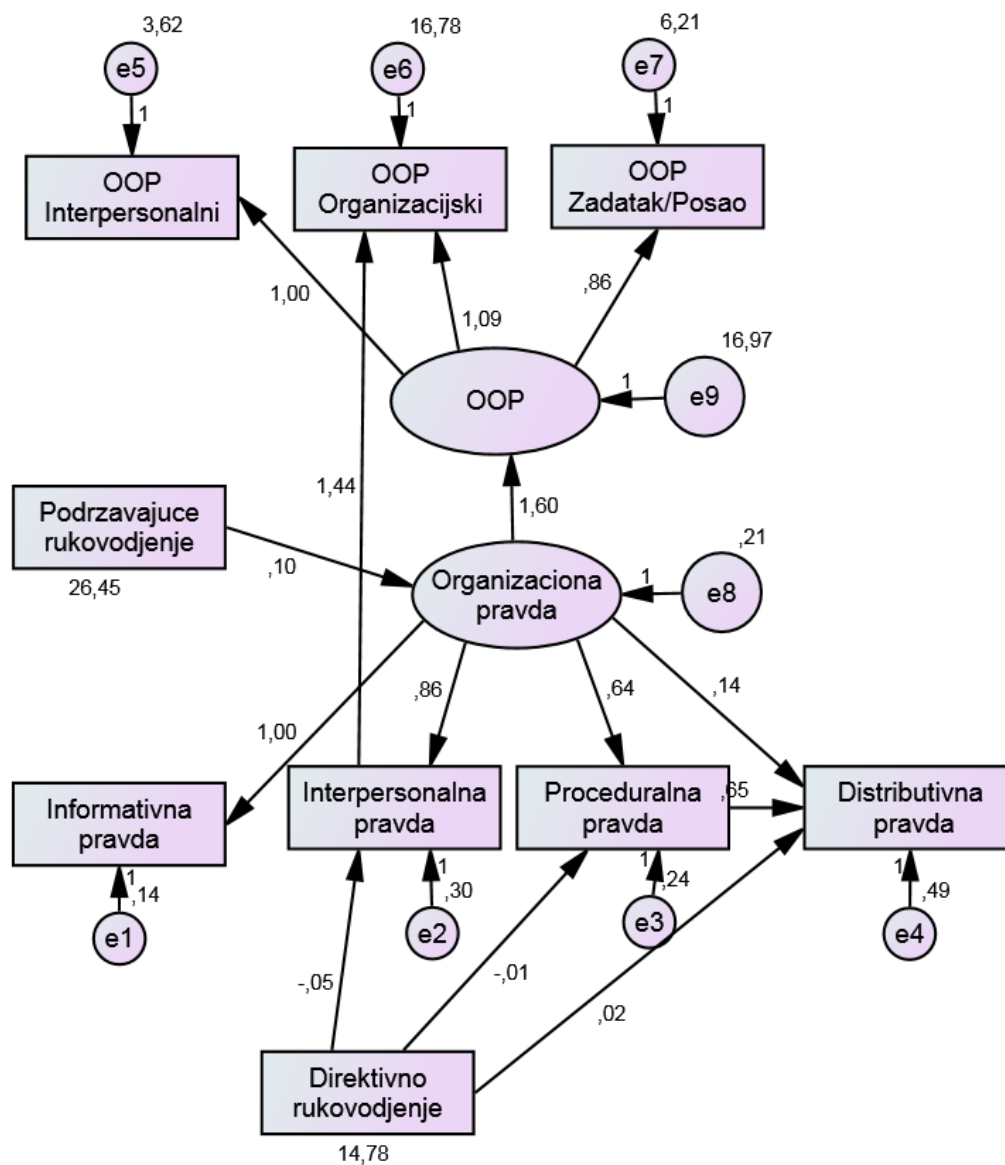 3,62
16,78
6,21
e5
e6
e7
1
1
1
OOP
Interpersonalni
OOP
Organizacijski
OOP
Zadatak/Posao
1,00
1,09
,86
16,97
OOP
1
e9
1,44
1,60
Podrzavajuce
rukovodjenje
26,45
,10
Organizaciona
pravda
,21
1
e8
1,00
,86
,64
,14
Informativna
pravda
Interpersonalna
pravda
Proceduralna
pravda
,65
Distributivna
pravda
1
,14
1
,30
1
,24
1
,49
e1
e2
e3
e4
-,05
-,01
,02
Direktivno
rukovodjenje
14,78